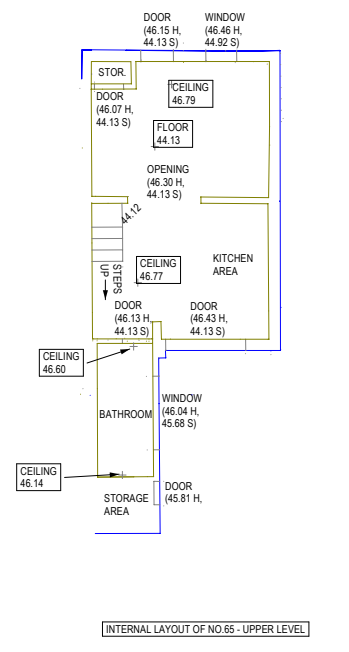 DOOR
(46.15 H,
44.13 S)
WINDOW
(46.46 H,
44.92 S)
STOR.
CEILING
46.79
DOOR
(46.07 H,
44.13 S)
FLOOR
44.13
OPENING
(46.30 H,
44.13 S)
44.12
STEPS
UP
CEILING
46.77
KITCHEN
AREA
DOOR
(46.13 H,
44.13 S)
DOOR
(46.43 H,
44.13 S)
CEILING
46.60
BATHROOM
WINDOW
(46.04 H,
45.68 S)
CEILING
46.14
STORAGE
AREA
DOOR
(45.81 H,
INTERNAL LAYOUT OF NO.65 - UPPER LEVEL